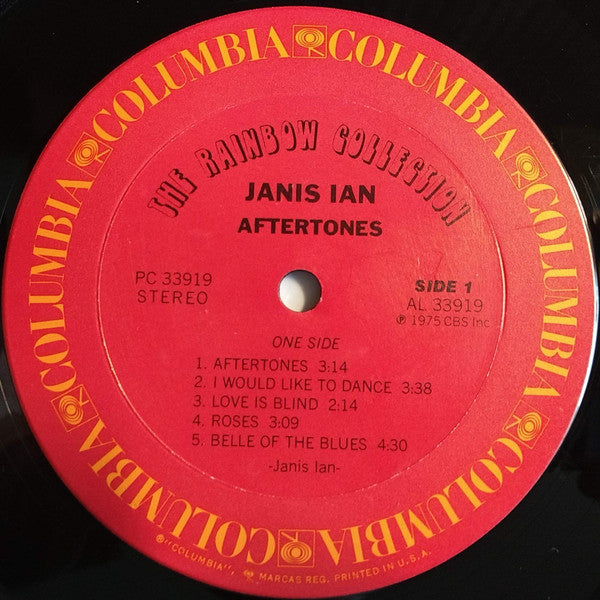 COLUMBIA COLUMBIA COLUMBIA COLUMBIA COLUMBIA COLUMBIA COLUMBIA COLUMBIA
THE RAINBOW COLLECTION
JANIS IAN
AFTERTONES
PC 33919
STEREO
SIDE 1
AL 33919
℗ 1975 CBS Inc
ONE SIDE
1. AFTERTONES 3:14
2. I WOULD LIKE TO DANCE 3:38
3. LOVE IS BLIND 2:14
4. ROSES 3:09
5. BELLE OF THE BLUES 4:30
-Janis Ian-
®"COLUMBIA", MARCAS REG. PRINTED IN U.S.A.